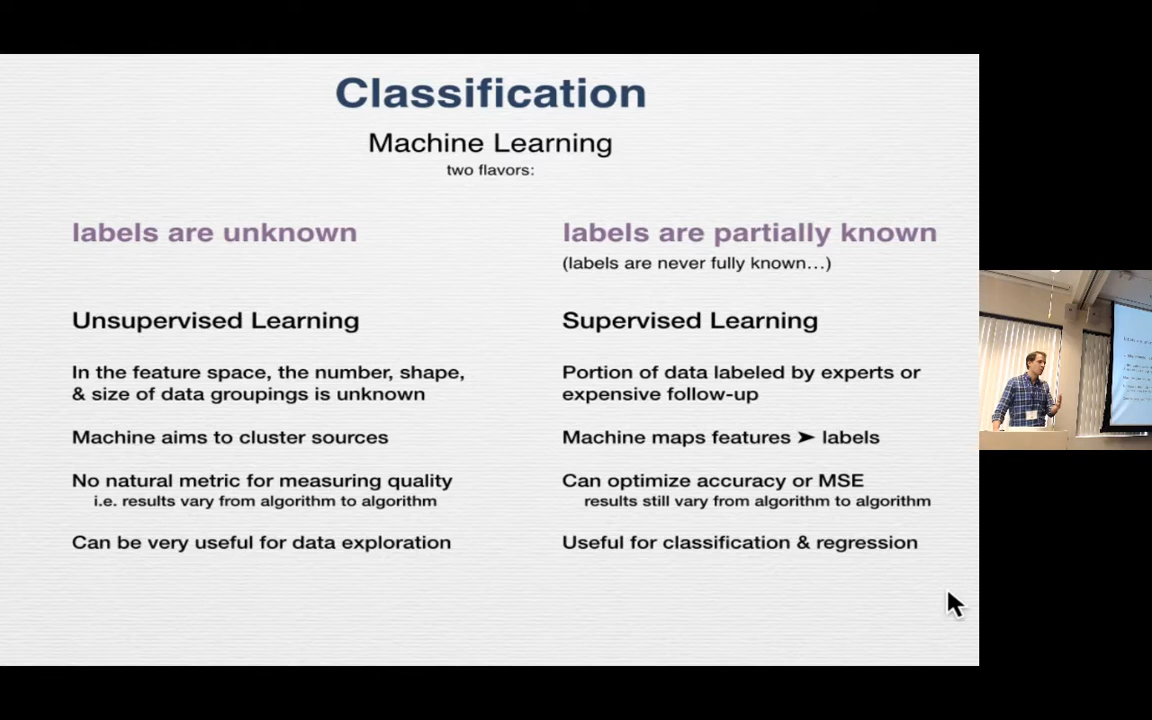 Classification
Machine Learning
two flavors:
labels are unknown
labels are partially known
(labels are never fully known...)
Unsupervised Learning
In the feature space, the number, shape,
& size of data groupings is unknown
Machine aims to cluster sources
No natural metric for measuring quality
i.e. results vary from algorithm to algorithm
Can be very useful for data exploration
Supervised Learning
Portion of data labeled by experts or
expensive follow-up
Machine maps features ➤ labels
Can optimize accuracy or MSE
results still vary from algorithm to algorithm
Useful for classification & regression